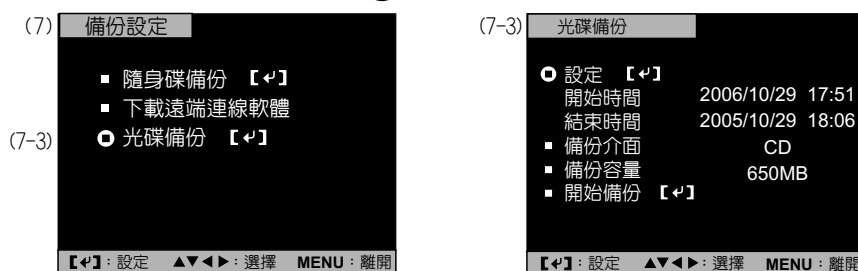 (7) 備份設定
隨身碟備份 【↵】
下載遠端連線軟體
(7-3) 光碟備份 【↵】
【↵】:設定 ▲▼◀▶:選擇 MENU:離開
(7-3) 光碟備份
設定 【↵】
開始時間 2006/10/29 17:51
結束時間 2005/10/29 18:06
備份介面 CD
備份容量 650MB
開始備份 【↵】
【↵】:設定 ▲▼◀▶:選擇 MENU:離開